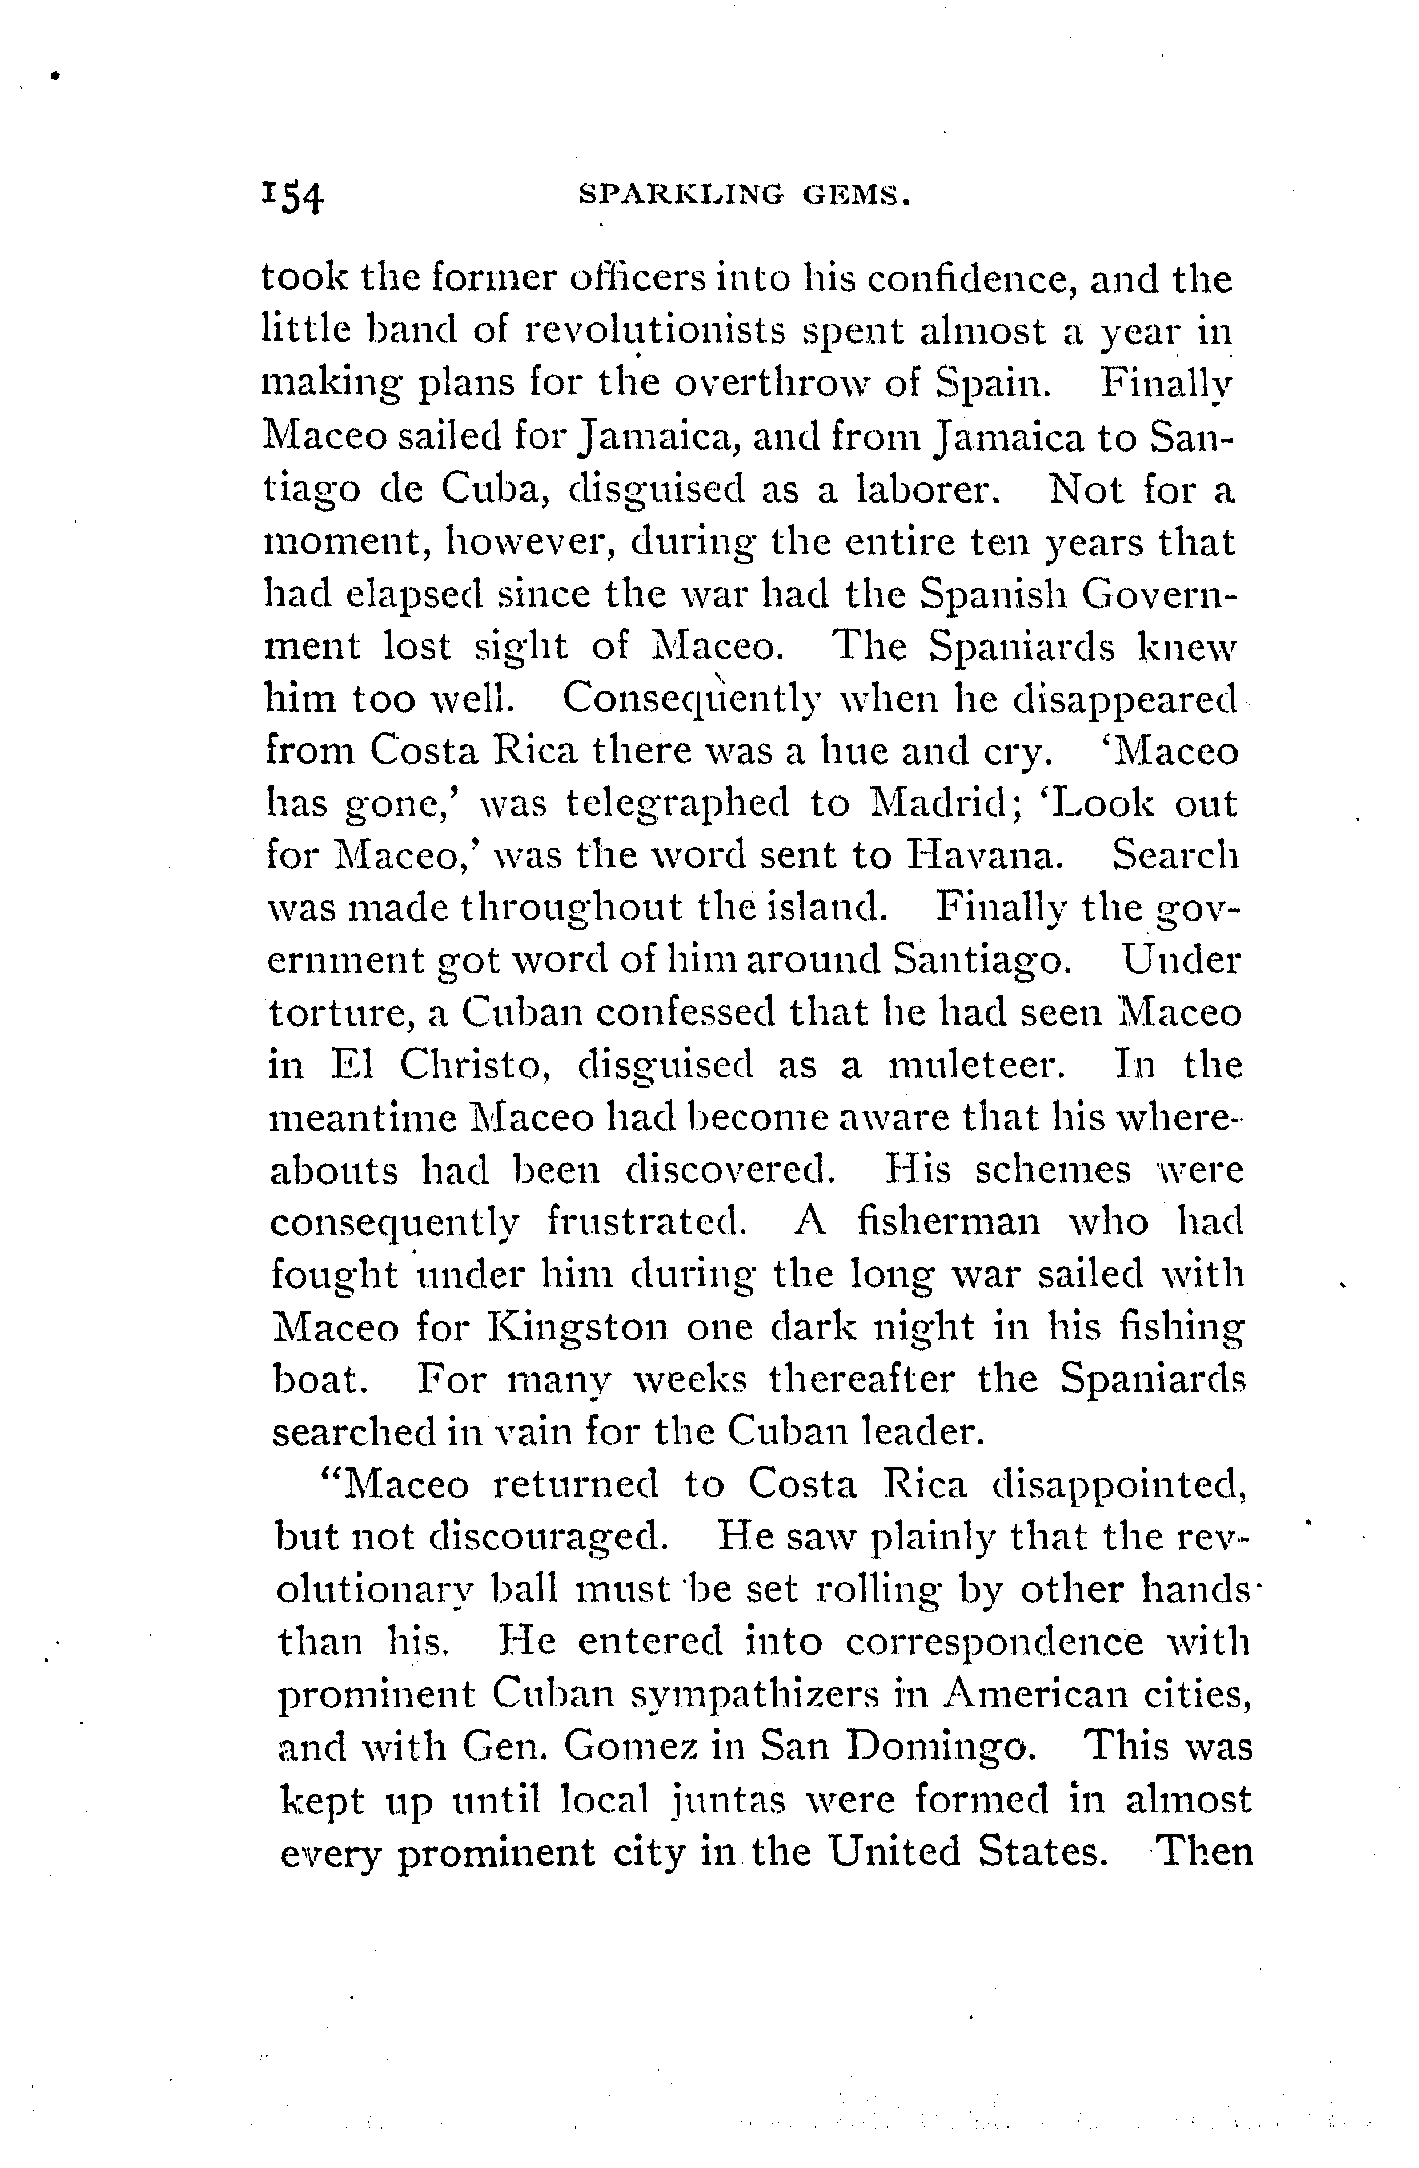 154 SPARKLING GEMS.
took the former officers into his confidence, and the
little band of revolutionists spent almost a year in
making plans for the overthrow of Spain. Finally
Maceo sailed for Jamaica, and from Jamaica to San-
tiago de Cuba, disguised as a laborer. Not for a
moment, however, during the entire ten years that
had elapsed since the war had the Spanish Govern-
ment lost sight of Maceo. The Spaniards knew
him too well. Consequently when he disappeared
from Costa Rica there was a hue and cry. ‘Maceo
has gone,’ was telegraphed to Madrid; ‘Look out
for Maceo,’ was the word sent to Havana. Search
was made throughout the island. Finally the gov-
ernment got word of him around Santiago. Under
torture, a Cuban confessed that he had seen Maceo
in El Christo, disguised as a muleteer. In the
meantime Maceo had become aware that his where-
abouts had been discovered. His schemes were
consequently frustrated. A fisherman who had
fought under him during the long war sailed with
Maceo for Kingston one dark night in his fishing
boat. For many weeks thereafter the Spaniards
searched in vain for the Cuban leader.
“Maceo returned to Costa Rica disappointed,
but not discouraged. He saw plainly that the rev-
olutionary ball must be set rolling by other hands
than his. He entered into correspondence with
prominent Cuban sympathizers in American cities,
and with Gen. Gomez in San Domingo. This was
kept up until local juntas were formed in almost
every prominent city in the United States. Then